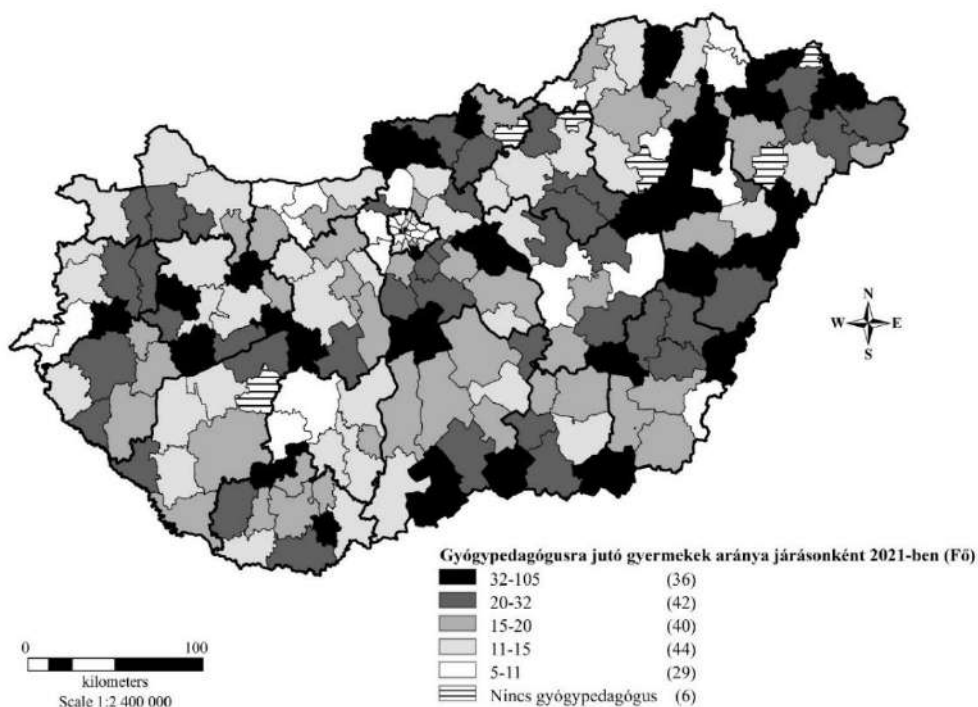 N
W E
S
Gyógypedagógusra jutó gyermekek aránya járásonként 2021-ben (Fő)
32-105 (36)
20-32 (42)
15-20 (40)
11-15 (44)
5-11 (29)
Nincs gyógypedagógus (6)
0 100
kilometers
Scale 1:2 400 000